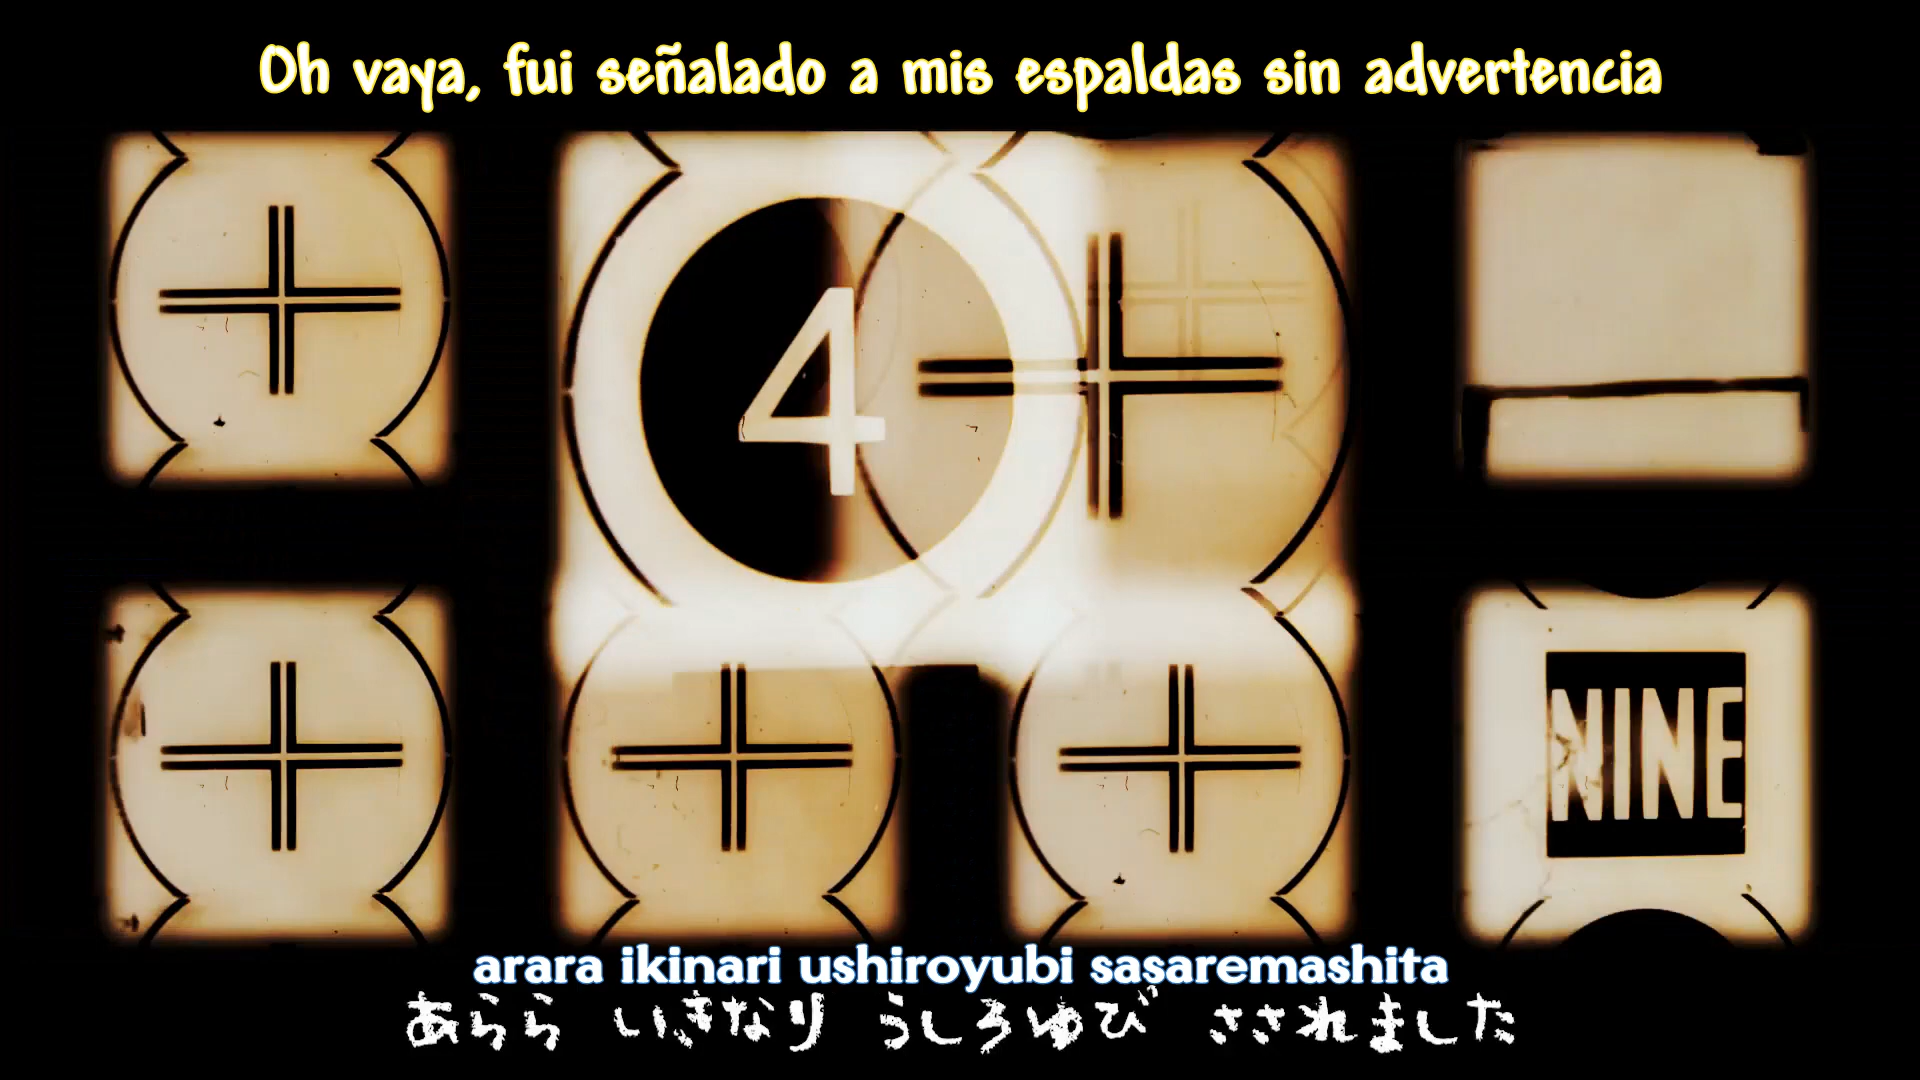 Oh vaya, fui señalado a mis espaldas sin advertencia
4
NINE
arara ikinari ushiroyubi sasaremashita
あらら いきなり うしろゆび さされました